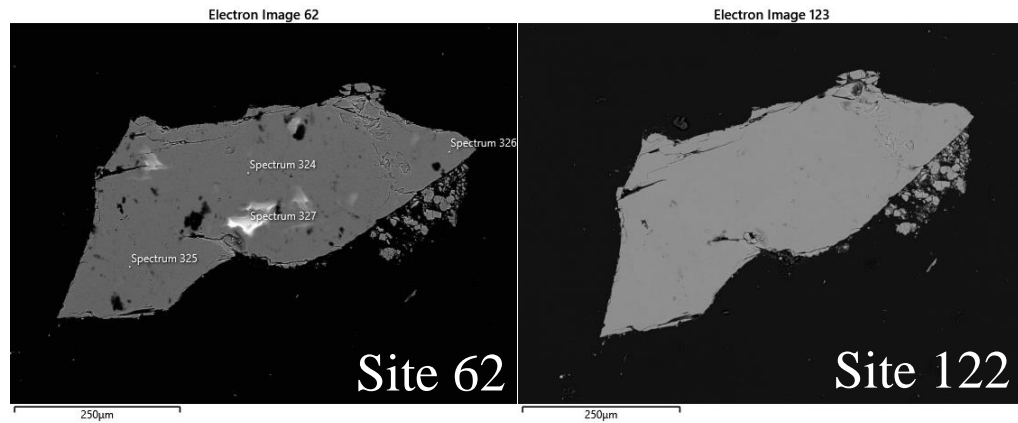 Electron Image 62
Electron Image 123
Spectrum 326
Spectrum 324
Spectrum 327
Spectrum 325
Site 62
Site 122
250µm
250µm